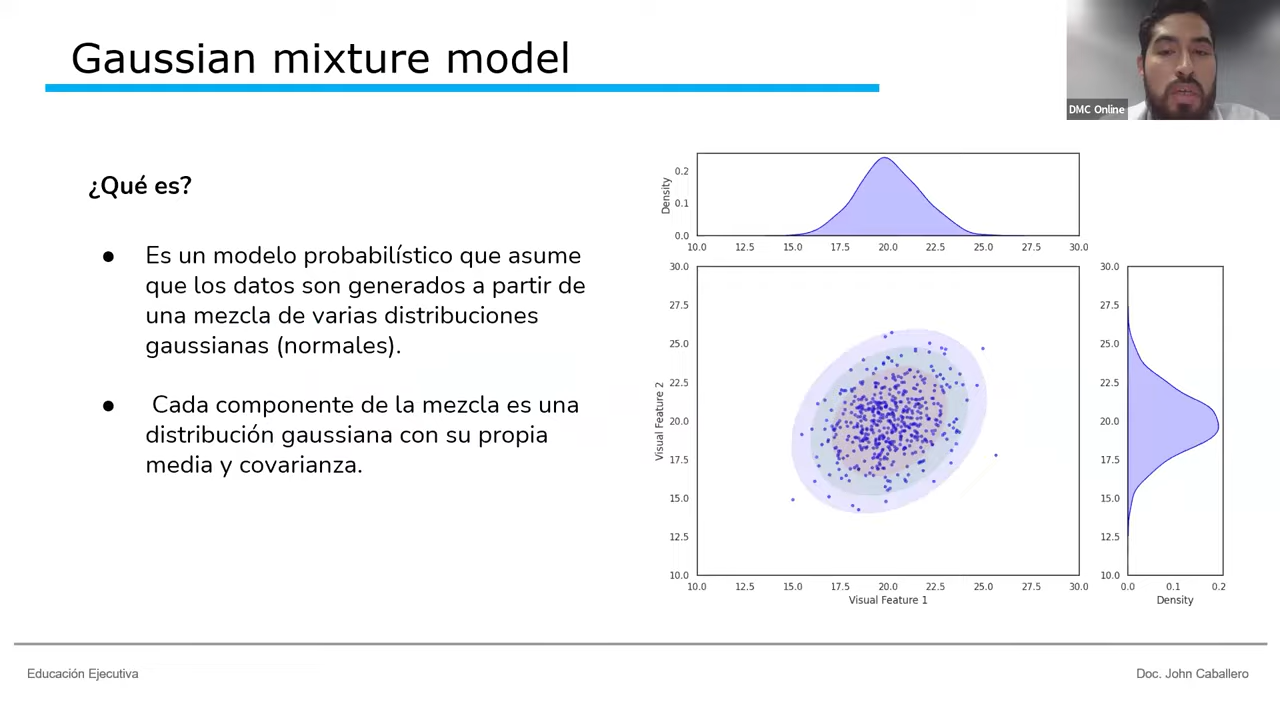 Gaussian mixture model
DMC Online
¿Qué es?
● Es un modelo probabilístico que asume
que los datos son generados a partir de
una mezcla de varias distribuciones
gaussianas (normales).
● Cada componente de la mezcla es una
distribución gaussiana con su propia
media y covarianza.
Density
0.2
0.1
0.0
10.0 12.5 15.0 17.5 20.0 22.5 25.0 27.5 30.0
Visual Feature 2
30.0
27.5
25.0
22.5
20.0
17.5
15.0
12.5
10.0
10.0 12.5 15.0 17.5 20.0 22.5 25.0 27.5 30.0
Visual Feature 1
30.0
27.5
25.0
22.5
20.0
17.5
15.0
12.5
10.0
0.0 0.1 0.2
Density
Educación Ejecutiva
Doc. John Caballero